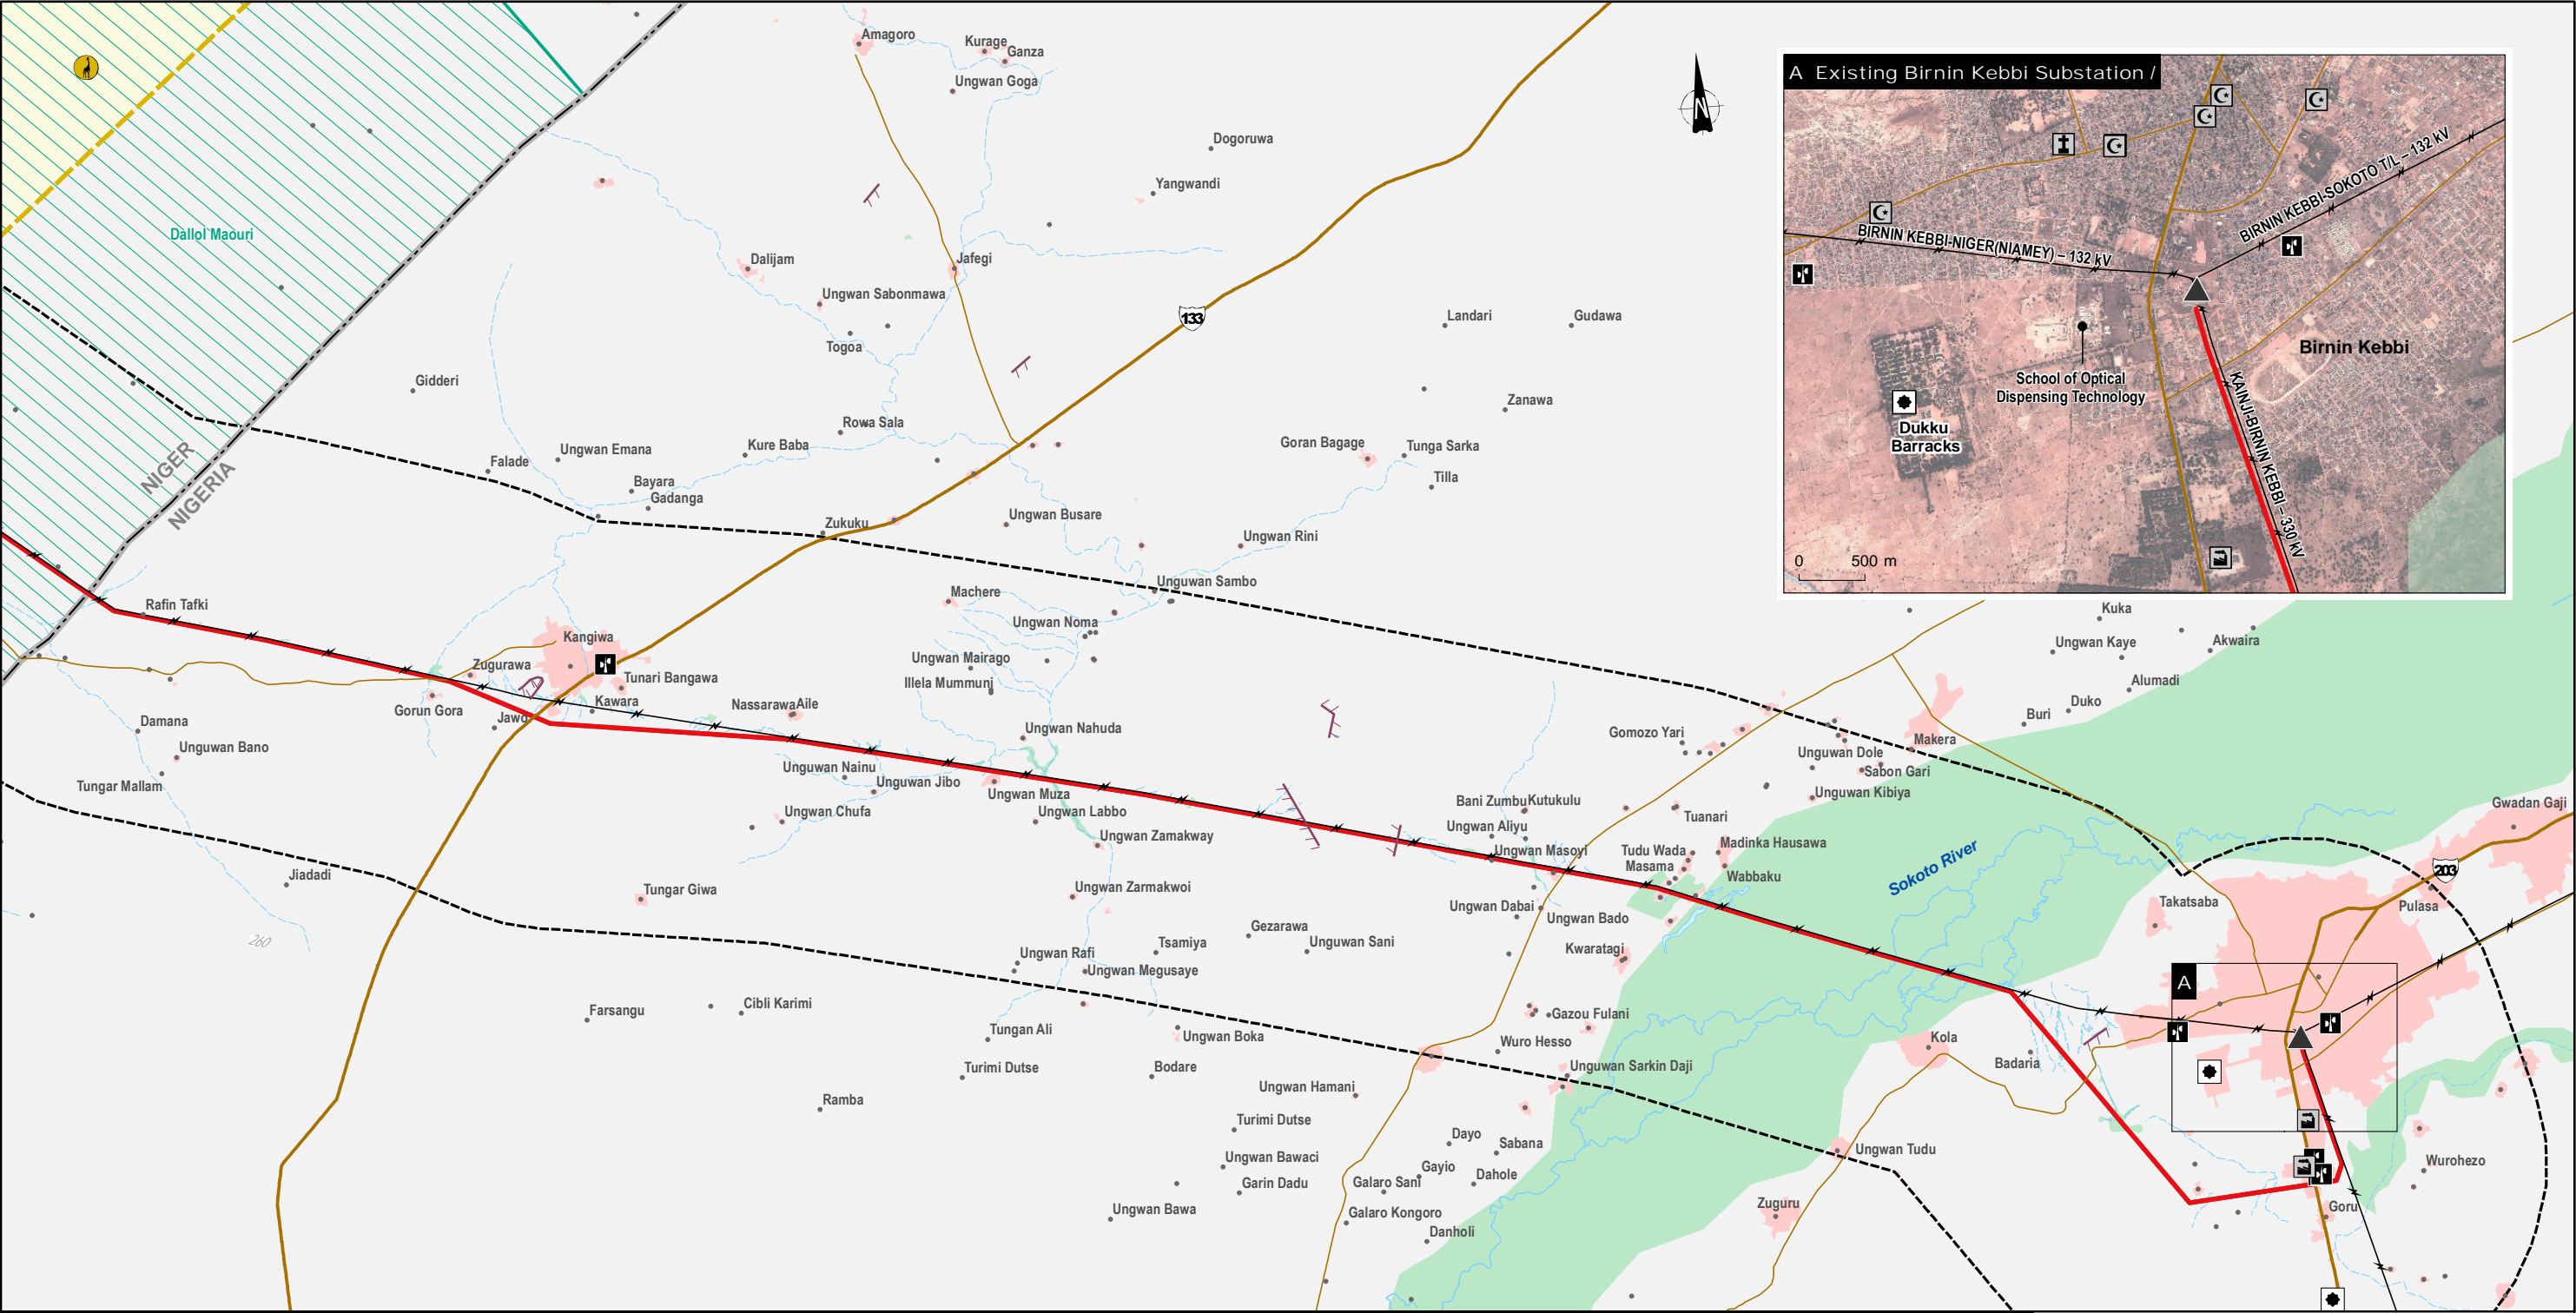 Amagoro
Kurage
Ganza
Ungwan Goga
Dogoruwa
Yangwandi
N
Dallol Maouri
Dalijam
Jafegi
Ungwan Sabonmawa
Togoa
133
Landari
Gudawa
Gidderi
Zanawa
Rowa Sala
Ungwan Emana
Kure Baba
Goran Bagage
Tunga Sarka
Falade
Tilla
Bayara
Gadanga
NIGER
NIGERIA
Zukuku
Ungwan Busare
Ungwan Rini
Unguwan Sambo
Machere
Rafin Tafki
Ungwan Noma
Kangiwa
Ungwan Mairago
Zugurawa
Tunari Bangawa
Illela Mummuni
Kawara
Nassarawa
Aile
Gorun Gora
Jawo
Damana
Ungwan Nahuda
Unguwan Bano
Unguwan Nainu
Unguwan Jibo
Tungar Mallam
Ungwan Muza
Ungwan Chufa
Ungwan Labbo
Ungwan Zamakway
Jiadadi
Tungar Giwa
Ungwan Zarmakwoi
260
Gezarawa
Tsamiya
Unguwan Sani
Ungwan Rafi
Ungwan Megusaye
Farsangu
Cibli Karimi
Tungan Ali
Ungwan Boka
Turimi Dutse
Bodare
Ramba
Ungwan Hamani
Turimi Dutse
Ungwan Bawaci
Garin Dadu
Ungwan Bawa
Kuka
Ungwan Kaye
Akwaira
Alumadi
Duko
Buri
Gomozo Yari
Makera
Unguwan Dole
Sabon Gari
Unguwan Kibiya
Bani Zumbu
Kutukulu
Tuanari
Gwadan Gaji
Ungwan Aliyu
Madinka Hausawa
Ungwan Masoyi
Tudu Wada
Masama
Wabbaku
Sokoto River
203
Ungwan Dabai
Ungwan Bado
Takatsaba
Pulasa
Kwaratagi
A
Gazou Fulani
Wuro Hesso
Kola
Badaria
Unguwan Sarkin Daji
Dayo
Sabana
Ungwan Tudu
Gayio
Dahole
Galaro Sani
Wurohezo
Galaro Kongoro
Zuguru
Goru
Danholi
A Existing Birnin Kebbi Substation /
BIRNIN KEBBI-SOKOTO T/L – 132 kV
BIRNIN KEBBI-NIGER(NIAMEY) – 132 kV
Birnin Kebbi
School of Optical
Dispensing Technology
KAINJI-BIRNIN KEBBI – 330 kV
Dukku
Barracks
0 500 m